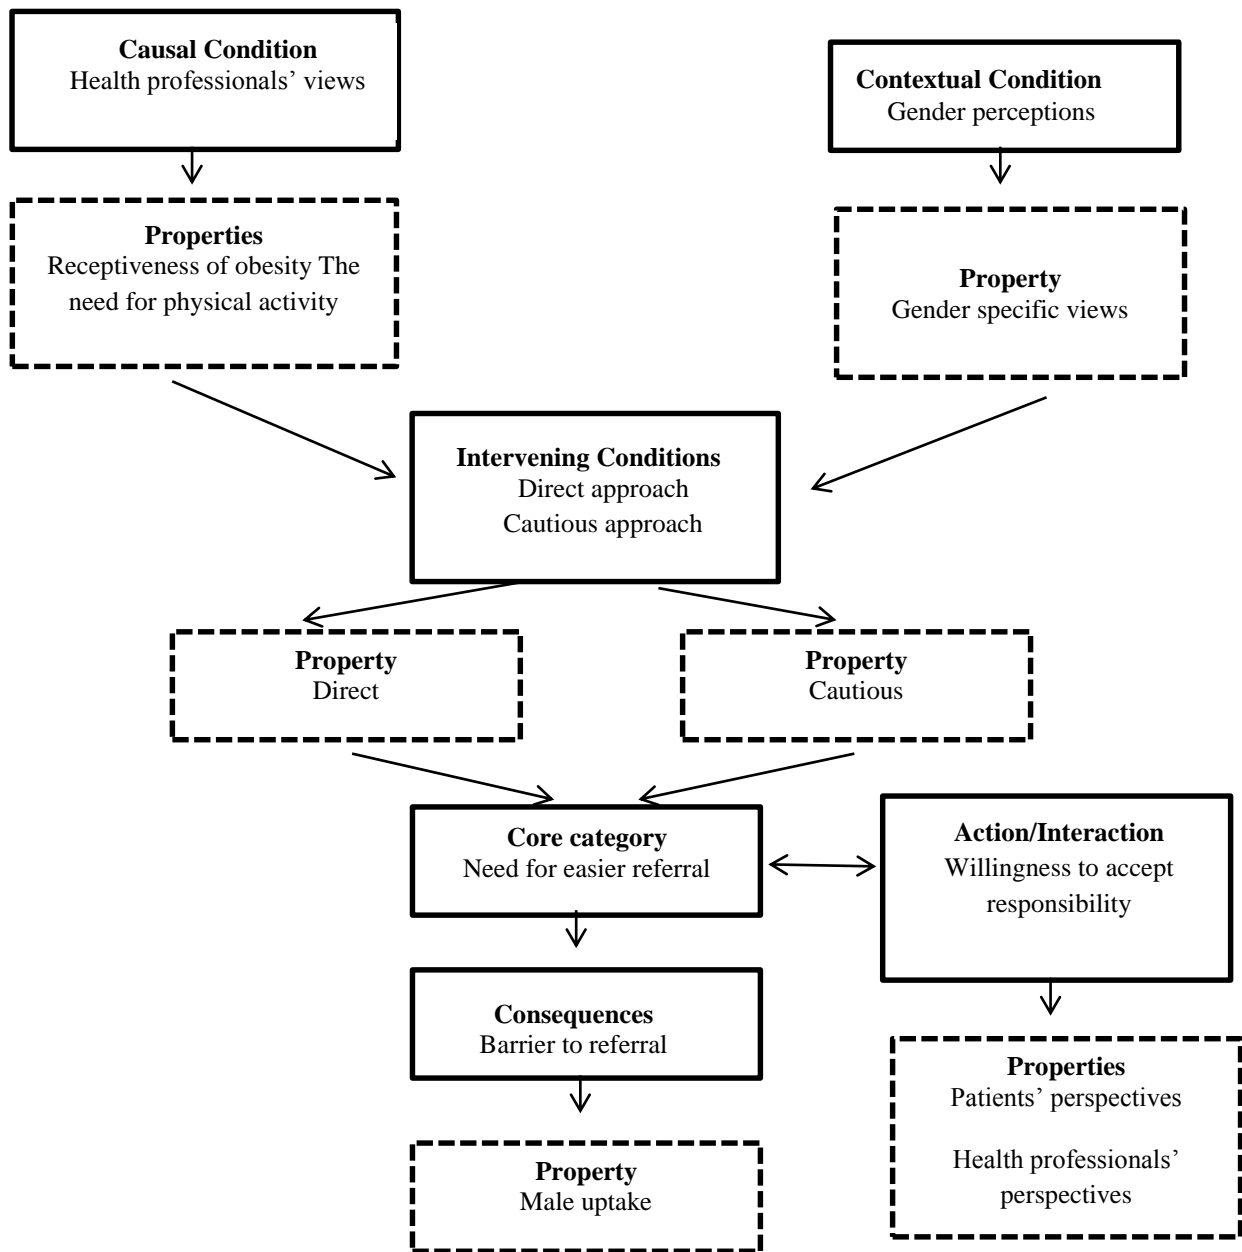 Causal Condition
Health professionals’ views
Contextual Condition
Gender perceptions
Properties
Receptiveness of obesity The
need for physical activity
Property
Gender specific views
Intervening Conditions
Direct approach
Cautious approach
Property
Direct
Property
Cautious
Core category
Need for easier referral
Action/Interaction
Willingness to accept
responsibility
Consequences
Barrier to referral
Properties
Patients’ perspectives
Health professionals’
perspectives
Property
Male uptake